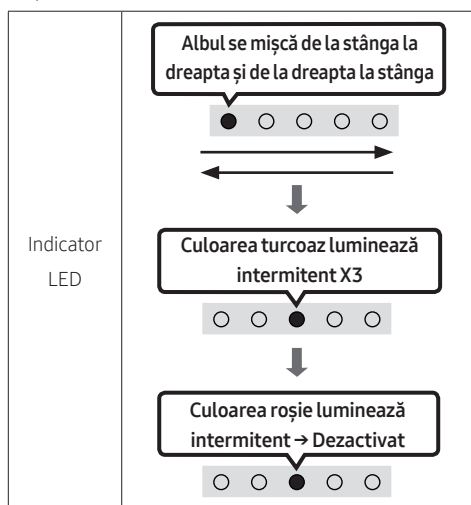 Albul se mișcă de la stânga la
dreapta și de la dreapta la stânga
Indicator
LED
Culoarea turcoaz luminează
intermitent X3
Culoarea roșie luminează
intermitent → Dezactivat